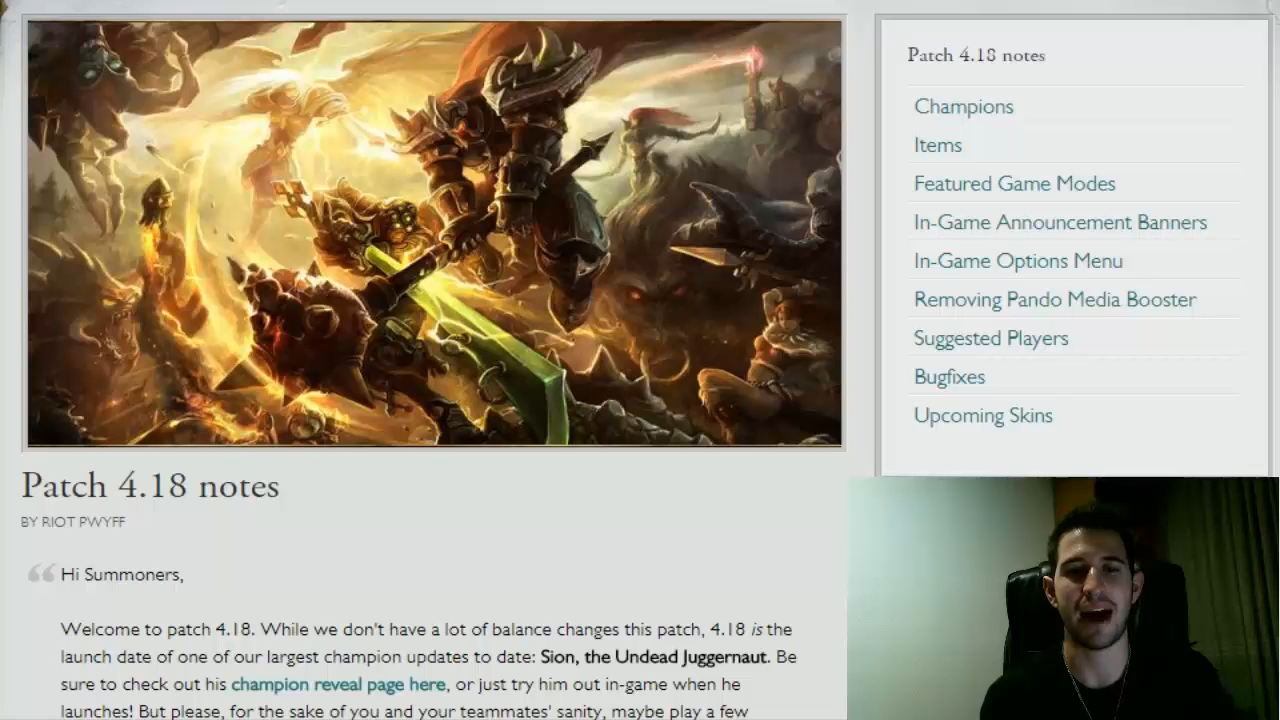 Patch 4.18 notes
Champions
Items
Featured Game Modes
In-Game Announcement Banners
In-Game Options Menu
Removing Pando Media Booster
Suggested Players
Bugfixes
Upcoming Skins
Patch 4.18 notes
BY RIOT PWYFF
Hi Summoners,
Welcome to patch 4.18. While we don't have a lot of balance changes this patch, 4.18 is the
launch date of one of our largest champion updates to date: Sion, the Undead Juggernaut. Be
sure to check out his champion reveal page here, or just try him out in-game when he
launches! But please, for the sake of you and your teammates' sanity, maybe play a few